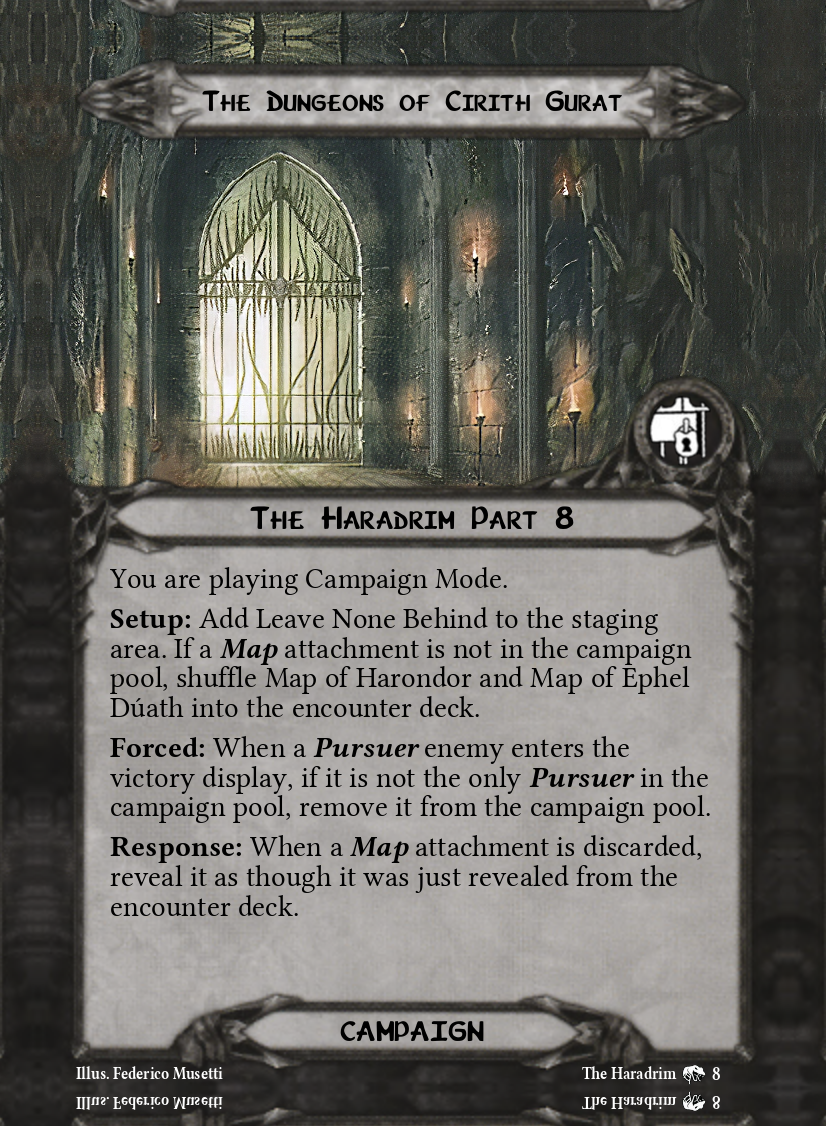 The Dungeons of Cirith Gurat
The Haradrim Part 8
You are playing Campaign Mode.
Setup: Add Leave None Behind to the staging
area. If a Map attachment is not in the campaign
pool, shuffle Map of Harondor and Map of Ephel
Dúath into the encounter deck.
Forced: When a Pursuer enemy enters the
victory display, if it is not the only Pursuer in the
campaign pool, remove it from the campaign pool.
Response: When a Map attachment is discarded,
reveal it as though it was just revealed from the
encounter deck.
CAMPAIGN
Illus. Federico Musetti The Haradrim 8
Illus. Federico Musetti The Haradrim 8